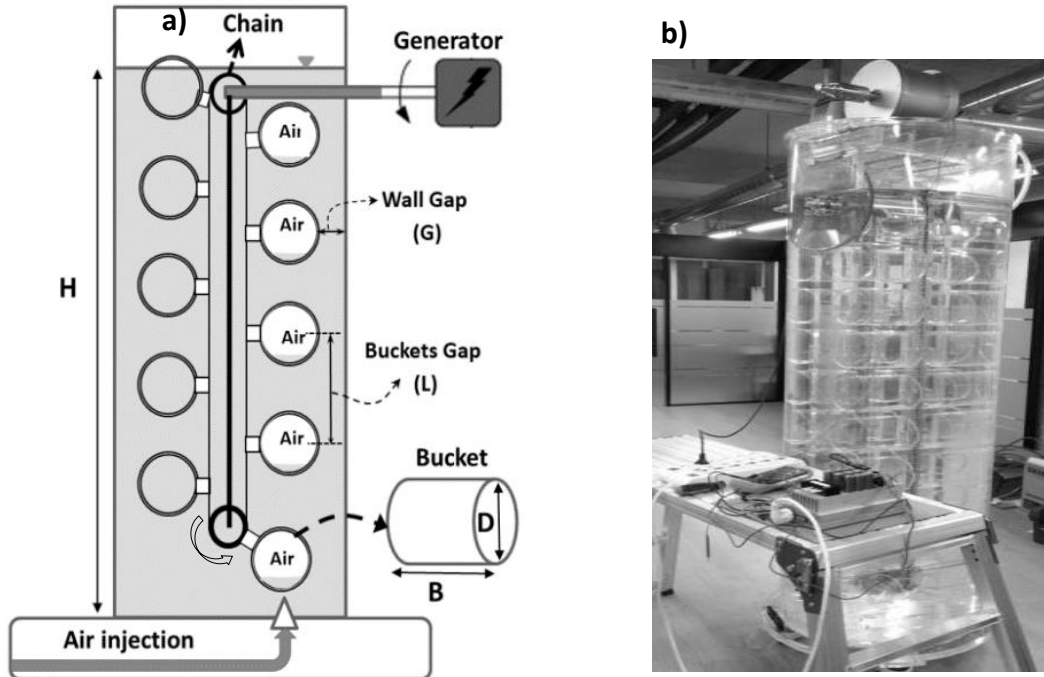 a)
Chain
Generator
Air
Wall Gap
(G)
Air
H
Air
Buckets Gap
(L)
Air
Bucket
D
Air
B
Air injection
b)